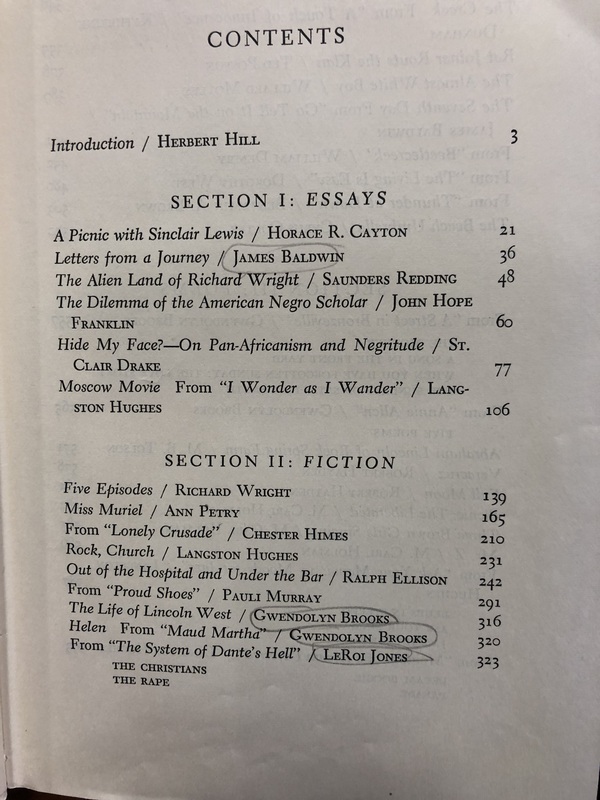 CONTENTS
Introduction / HERBERT HILL 3
SECTION I: ESSAYS
A Picnic with Sinclair Lewis / HORACE R. CAYTON 21
Letters from a Journey / JAMES BALDWIN 36
The Alien Land of Richard Wright / SAUNDERS REDDING 48
The Dilemma of the American Negro Scholar / JOHN HOPE
FRANKLIN 60
Hide My Face?—On Pan-Africanism and Negritude / ST.
CLAIR DRAKE 77
Moscow Movie From "I Wonder as I Wander" / LANG-
STON HUGHES 106
SECTION II: FICTION
Five Episodes / RICHARD WRIGHT 139
Miss Muriel / ANN PETRY 165
From "Lonely Crusade" / CHESTER HIMES 210
Rock, Church / LANGSTON HUGHES 231
Out of the Hospital and Under the Bar / RALPH ELLISON 242
From "Proud Shoes" / PAULI MURRAY 291
The Life of Lincoln West / GWENDOLYN BROOKS 316
Helen From "Maud Martha" / GWENDOLYN BROOKS 320
From "The System of Dante's Hell" / LEROI JONES 323
THE CHRISTIANS
THE RAPE